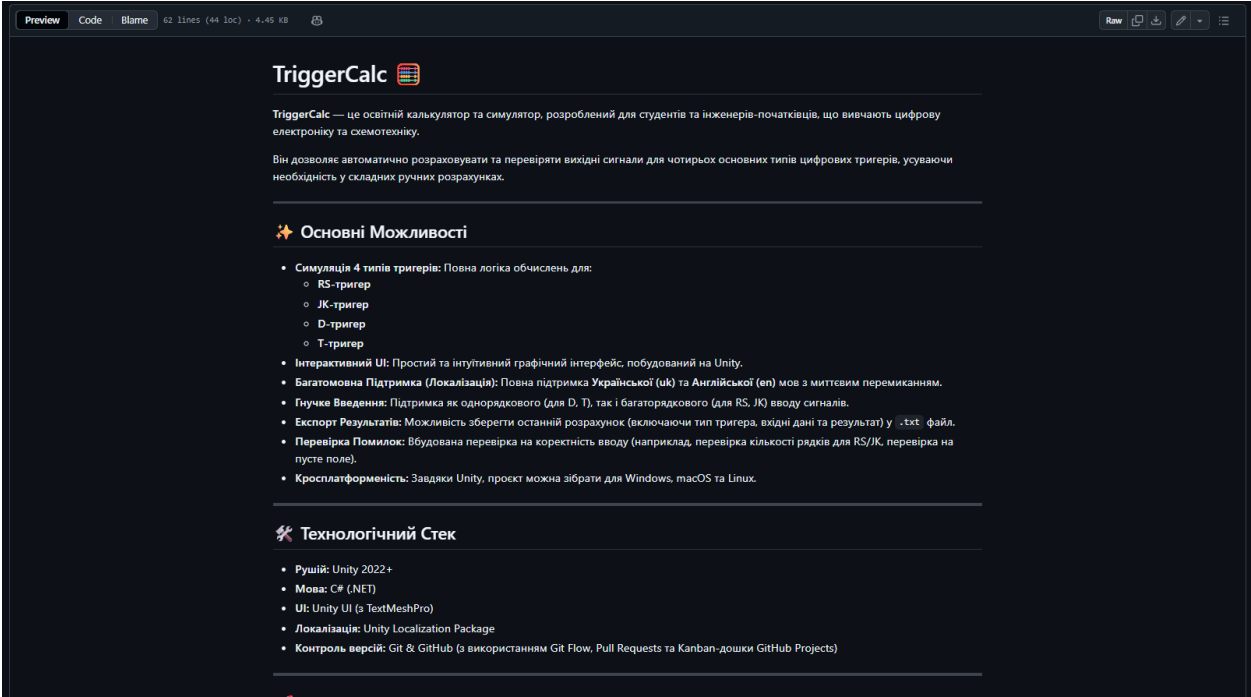 Preview Code Blame 62 lines (44 loc) · 4.45 KB Raw
TriggerCalc 🧮
TriggerCalc — це освітній калькулятор та симулятор, розроблений для студентів та інженерів-початківців, що вивчають цифрову
електроніку та схемотехніку.
Він дозволяє автоматично розраховувати та перевіряти вихідні сигнали для чотирьох основних типів цифрових тригерів, усуваючи
необхідність у складних ручних розрахунках.
✨ Основні Можливості
• Симуляція 4 типів тригерів: Повна логіка обчислень для:
◦ RS-тригер
◦ JK-тригер
◦ D-тригер
◦ T-тригер
• Інтерактивний UI: Простий та інтуїтивний графічний інтерфейс, побудований на Unity.
• Багатомовна Підтримка (Локалізація): Повна підтримка Української (uk) та Англійської (en) мов з миттєвим перемиканням.
• Гнучке Введення: Підтримка як однорядкового (для D, T), так і багаторядкового (для RS, JK) вводу сигналів.
• Експорт Результатів: Можливість зберегти останній розрахунок (включаючи тип тригера, вхідні дані та результат) у .txt файл.
• Перевірка Помилок: Вбудована перевірка на коректність вводу (наприклад, перевірка кількості рядків для RS/JK, перевірка на
пусте поле).
• Кросплатформеність: Завдяки Unity, проєкт можна зібрати для Windows, macOS та Linux.
🛠️ Технологічний Стек
• Рушій: Unity 2022+
• Мова: C# (.NET)
• UI: Unity UI (з TextMeshPro)
• Локалізація: Unity Localization Package
• Контроль версій: Git & GitHub (з використанням Git Flow, Pull Requests та Kanban-дошки GitHub Projects)